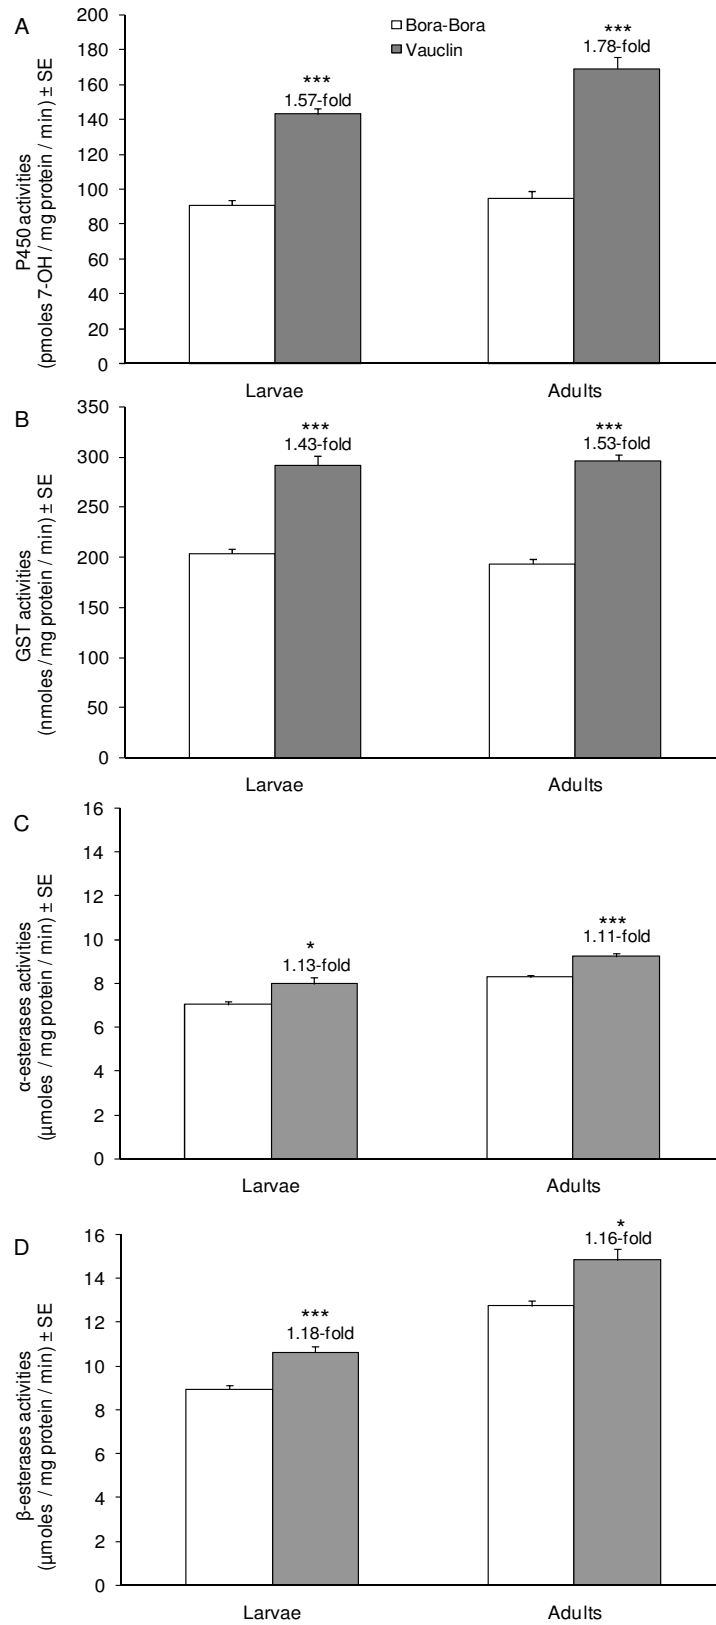 A
P450 activities
(pmoles 7-OH / mg protein / min) ± SE
200
180
160
140
120
100
80
60
40
20
0
Bora-Bora
Vauclin
***
1.57-fold
***
1.78-fold
Larvae
Adults
B
GST activities
(nmoles / mg protein / min) ± SE
350
300
250
200
150
100
50
0
***
1.43-fold
***
1.53-fold
Larvae
Adults
C
α-esterases activities
(µmoles / mg protein / min) ± SE
16
14
12
10
8
6
4
2
0
*
1.13-fold
***
1.11-fold
Larvae
Adults
D
β-esterases activities
(µmoles / mg protein / min) ± SE
16
14
12
10
8
6
4
2
0
***
1.18-fold
*
1.16-fold
Larvae
Adults